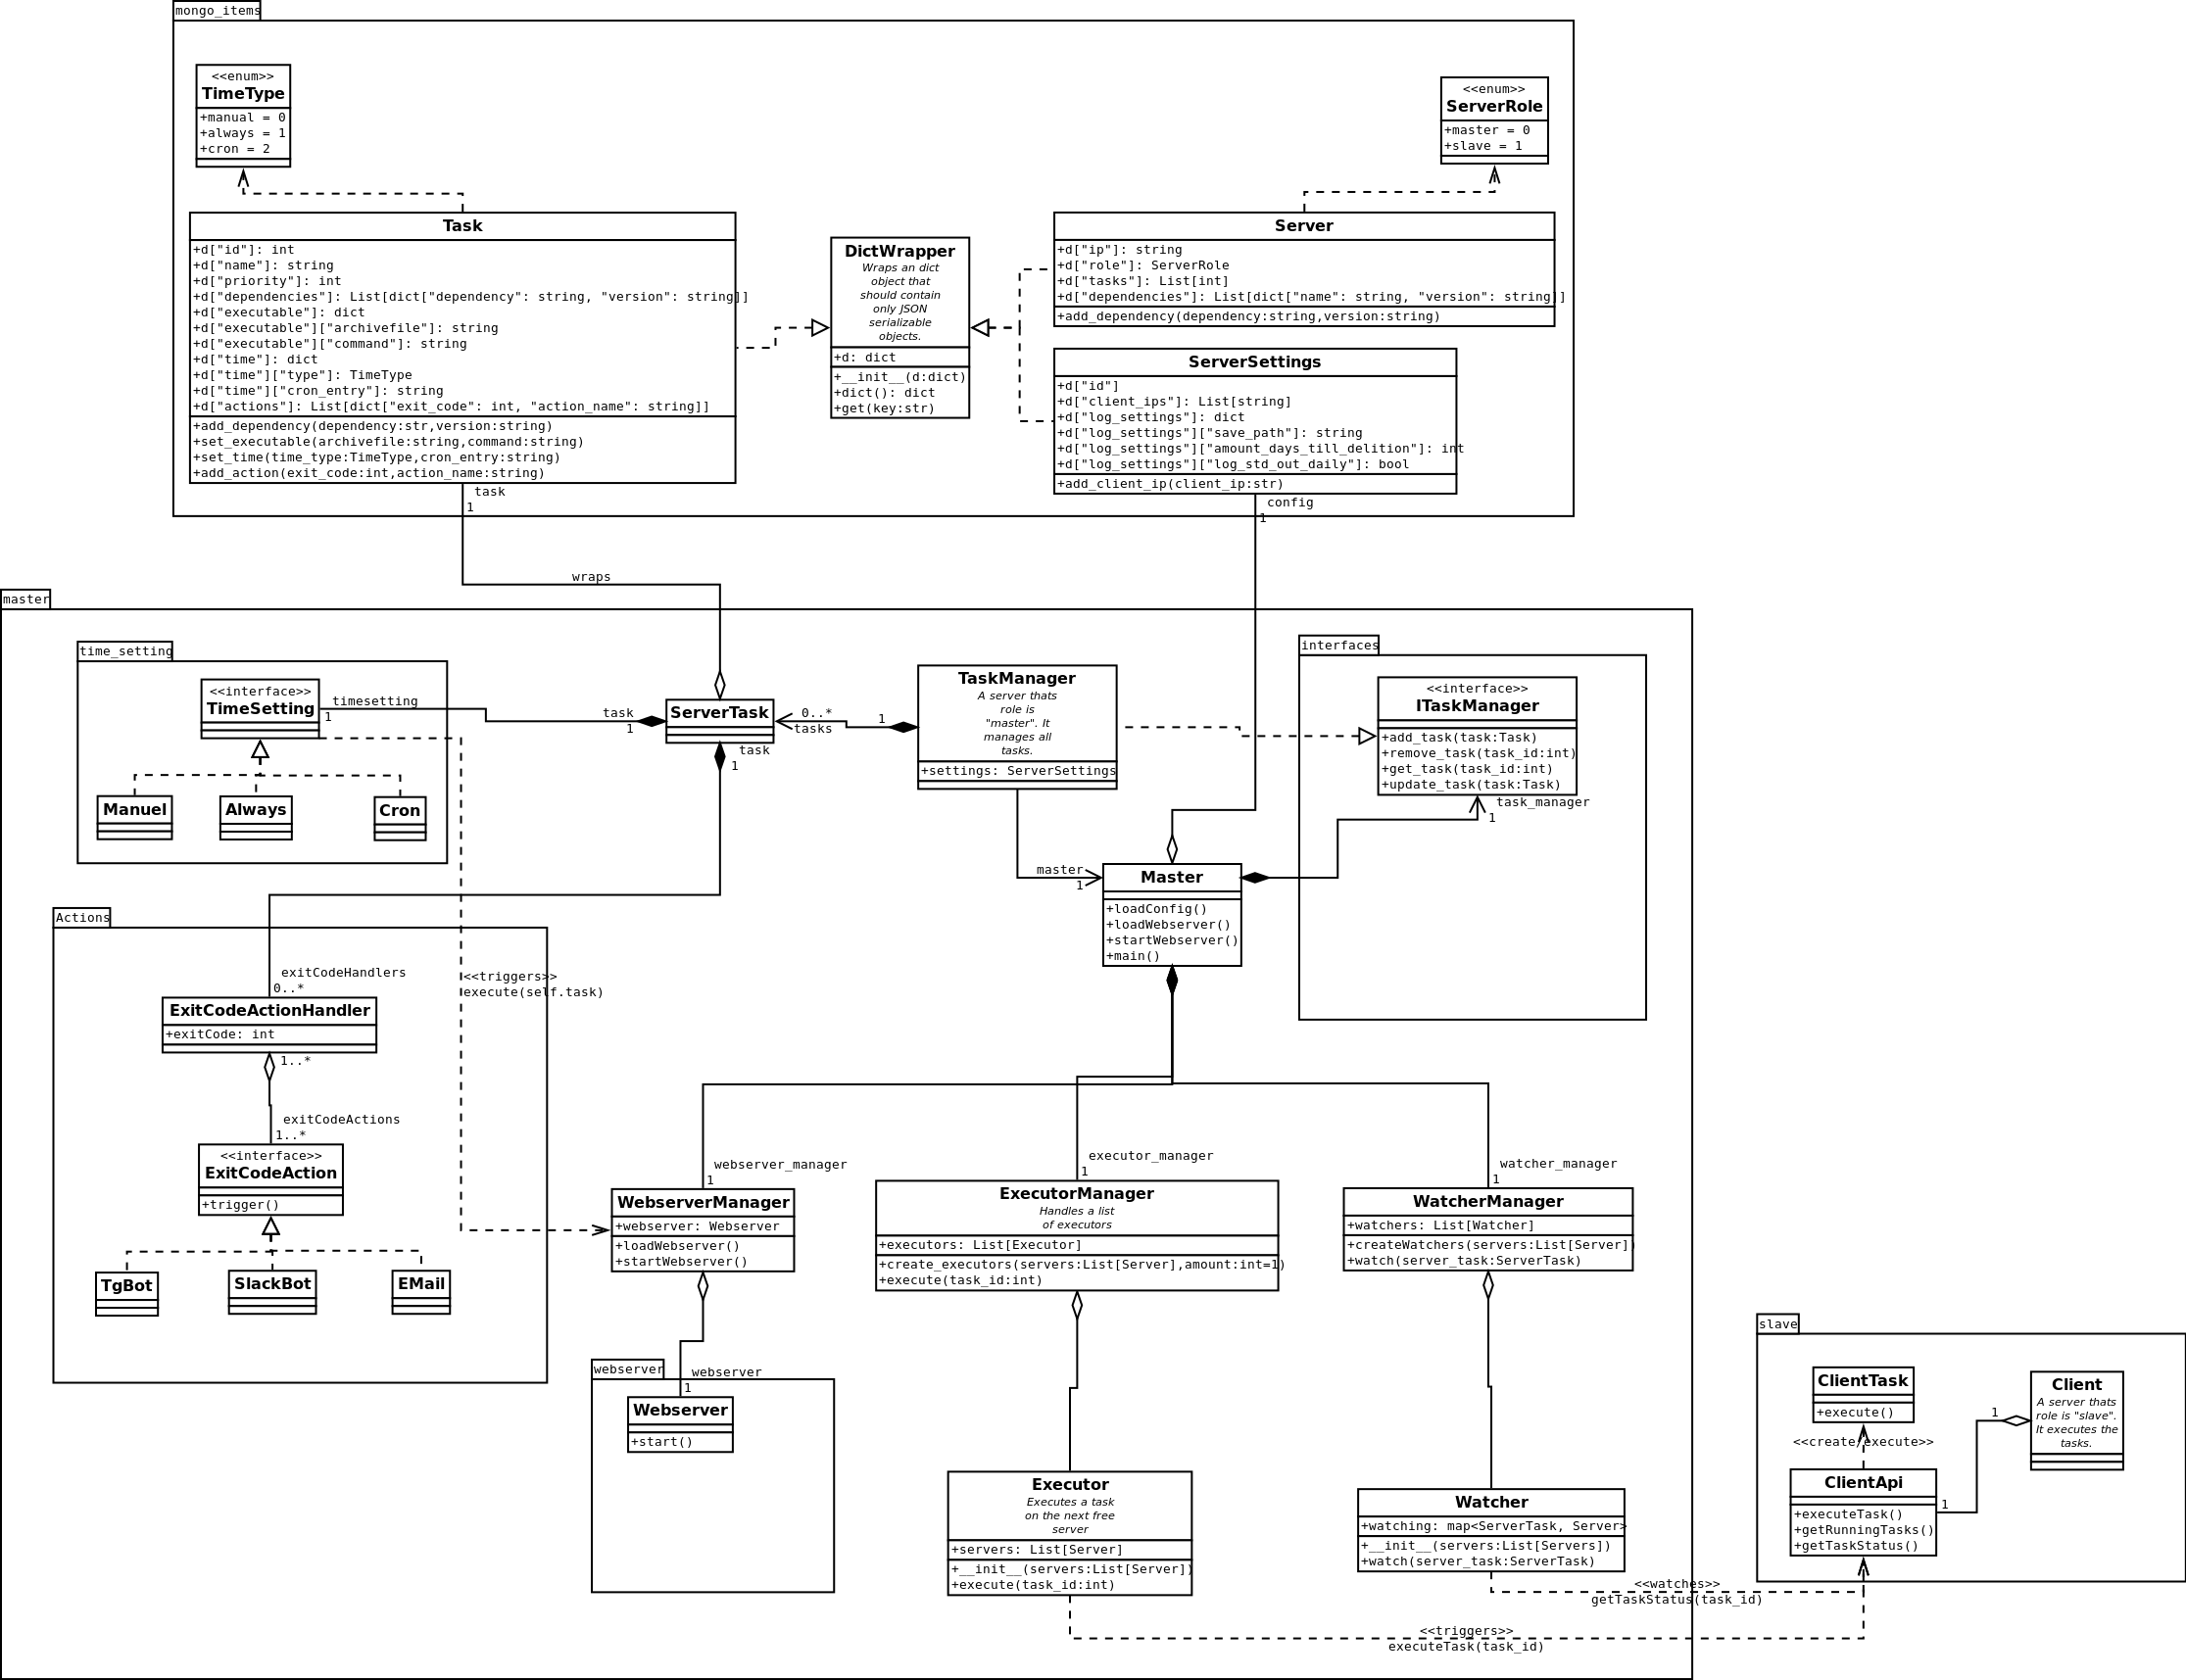 mongo_items
<<enum>>
TimeType
+manual = 0
+always = 1
+cron = 2
<<enum>>
ServerRole
+master = 0
+slave = 1
Task
+d["id"]: int
+d["name"]: string
+d["priority"]: int
+d["dependencies"]: List[dict["dependency": string, "version": string]]
+d["executable"]: dict
+d["executable"]["archivefile"]: string
+d["executable"]["command"]: string
+d["time"]: dict
+d["time"]["type"]: TimeType
+d["time"]["cron_entry"]: string
+d["actions"]: List[dict["exit_code": int, "action_name": string]]
+add_dependency(dependency:str,version:string)
+set_executable(archivefile:string,command:string)
+set_time(time_type:TimeType,cron_entry:string)
+add_action(exit_code:int,action_name:string)
DictWrapper
Wraps an dict
object that
should contain
only JSON
serializable
objects.
+d: dict
+__init__(d:dict)
+dict(): dict
+get(key:str)
Server
+d["ip"]: string
+d["role"]: ServerRole
+d["tasks"]: List[int]
+d["dependencies"]: List[dict["name": string, "version": string]]
+add_dependency(dependency:string,version:string)
ServerSettings
+d["id"]
+d["client_ips"]: List[string]
+d["log_settings"]: dict
+d["log_settings"]["save_path"]: string
+d["log_settings"]["amount_days_till_delition"]: int
+d["log_settings"]["log_std_out_daily"]: bool
+add_client_ip(client_ip:str)
task
1
config
1
wraps
master
time_setting
<<interface>>
TimeSetting
timesetting
1
Manuel
Always
Cron
task
1
ServerTask
task
1
0..*
tasks
1
TaskManager
A server thats
role is
"master". It
manages all
tasks.
+settings: ServerSettings
interfaces
<<interface>>
ITaskManager
+add_task(task:Task)
+remove_task(task_id:int)
+get_task(task_id:int)
+update_task(task:Task)
task_manager
1
master
1
Master
+loadConfig()
+loadWebserver()
+startWebserver()
+main()
Actions
exitCodeHandlers
0..*
<<triggers>>
execute(self.task)
ExitCodeActionHandler
+exitCode: int
1..*
exitCodeActions
1..*
<<interface>>
ExitCodeAction
+trigger()
TgBot
SlackBot
EMail
webserver_manager
1
WebserverManager
+webserver: Webserver
+loadWebserver()
+startWebserver()
executor_manager
1
ExecutorManager
Handles a list
of executors
+executors: List[Executor]
+create_executors(servers:List[Server],amount:int=1)
+execute(task_id:int)
watcher_manager
1
WatcherManager
+watchers: List[Watcher]
+createWatchers(servers:List[Server])
+watch(server_task:ServerTask)
webserver
webserver
1
Webserver
+start()
Executor
Executes a task
on the next free
server
+servers: List[Server]
+__init__(servers:List[Server])
+execute(task_id:int)
Watcher
+watching: map<ServerTask, Server>
+__init__(servers:List[Servers])
+watch(server_task:ServerTask)
slave
ClientTask
+execute()
<<create/execute>>
1
Client
A server thats
role is "slave".
It executes the
tasks.
ClientApi
+executeTask()
+getRunningTasks()
+getTaskStatus()
1
<<watches>>
getTaskStatus(task_id)
<<triggers>>
executeTask(task_id)